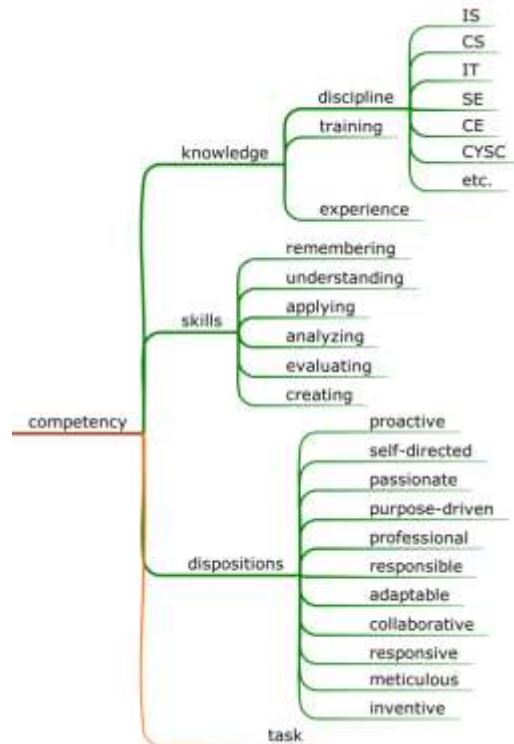 IS
CS
IT
discipline
SE
training
CE
knowledge
CYSC
etc.
experience
remembering
understanding
applying
skills
analyzing
evaluating
creating
competency
proactive
self-directed
passionate
purpose-driven
professional
dispositions
responsible
adaptable
collaborative
responsive
meticulous
inventive
task